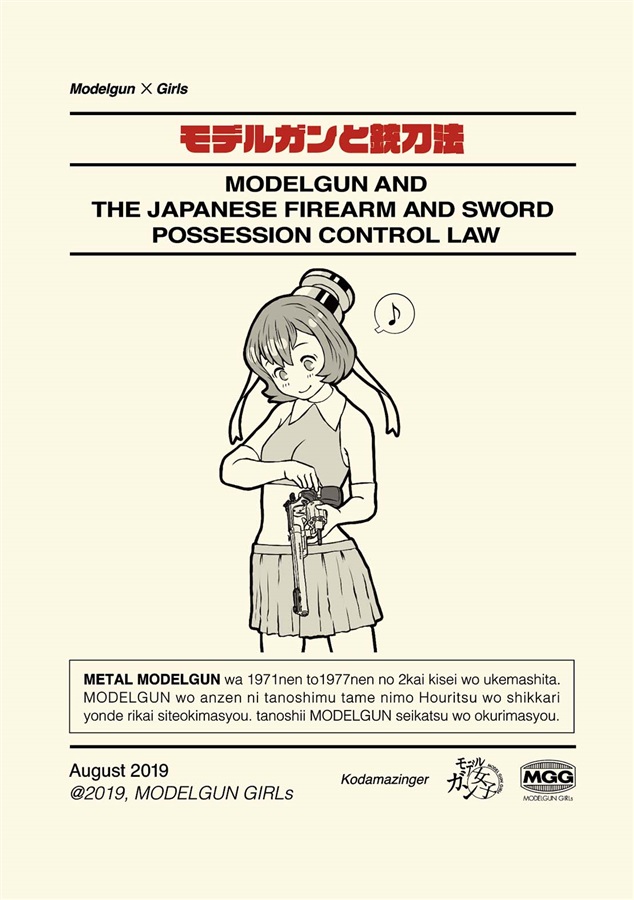 Modelgun × Girls
モデルガンと銃刀法
MODELGUN AND
THE JAPANESE FIREARM AND SWORD
POSSESSION CONTROL LAW
METAL MODELGUN wa 1971nen to1977nen no 2kai kisei wo ukemashita.
MODELGUN wo anzen ni tanoshimu tame nimo Houritsu wo shikkari
yonde rikai siteokimasyou. tanoshii MODELGUN seikatsu wo okurimasyou.
August 2019
@2019, MODELGUN GIRLs
Kodamazinger
モデル
ガン女子
MODEL GUN GIRLs
MGG
MODELGUN GIRLs